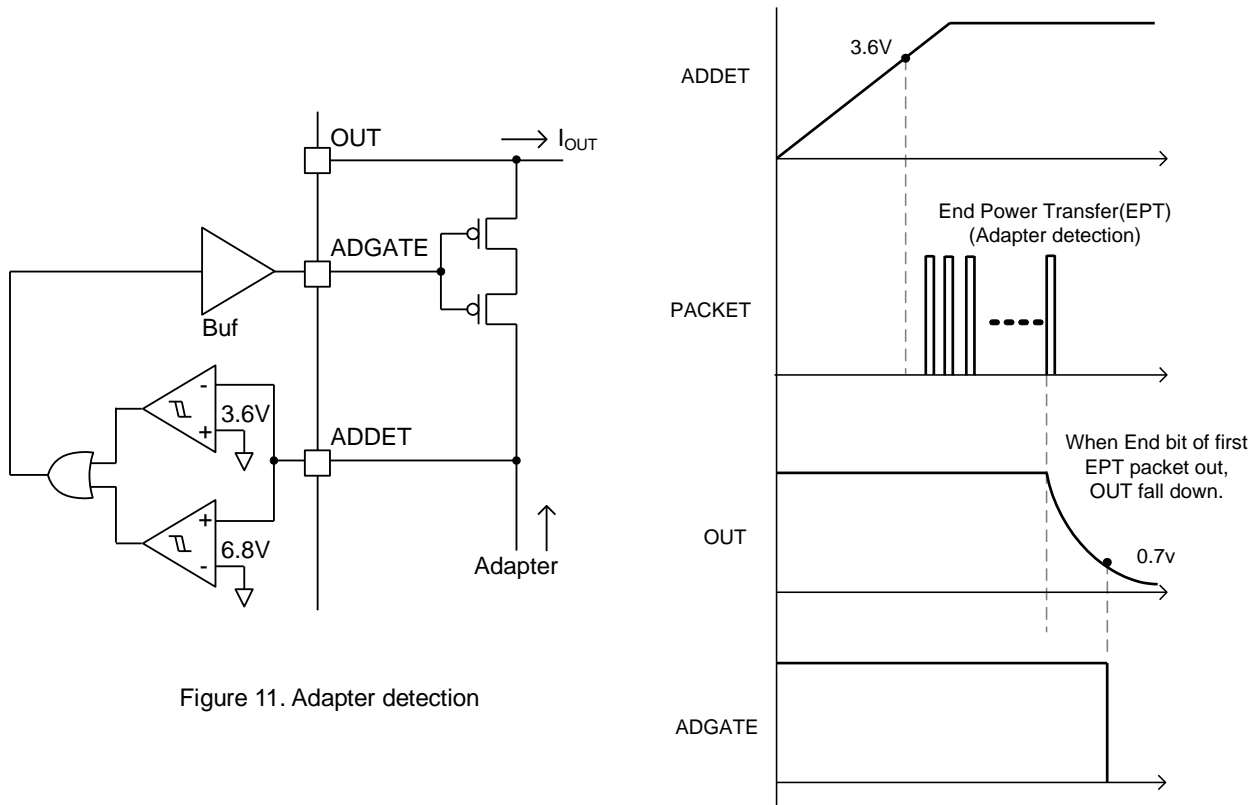 OUT
IOUT
ADGATE
Buf
-
3.6V
+
ADDET
+
6.8V
-
Adapter
Figure 11. Adapter detection
3.6V
ADDET
End Power Transfer(EPT)
(Adapter detection)
PACKET
When End bit of first
EPT packet out,
OUT fall down.
OUT
0.7v
ADGATE